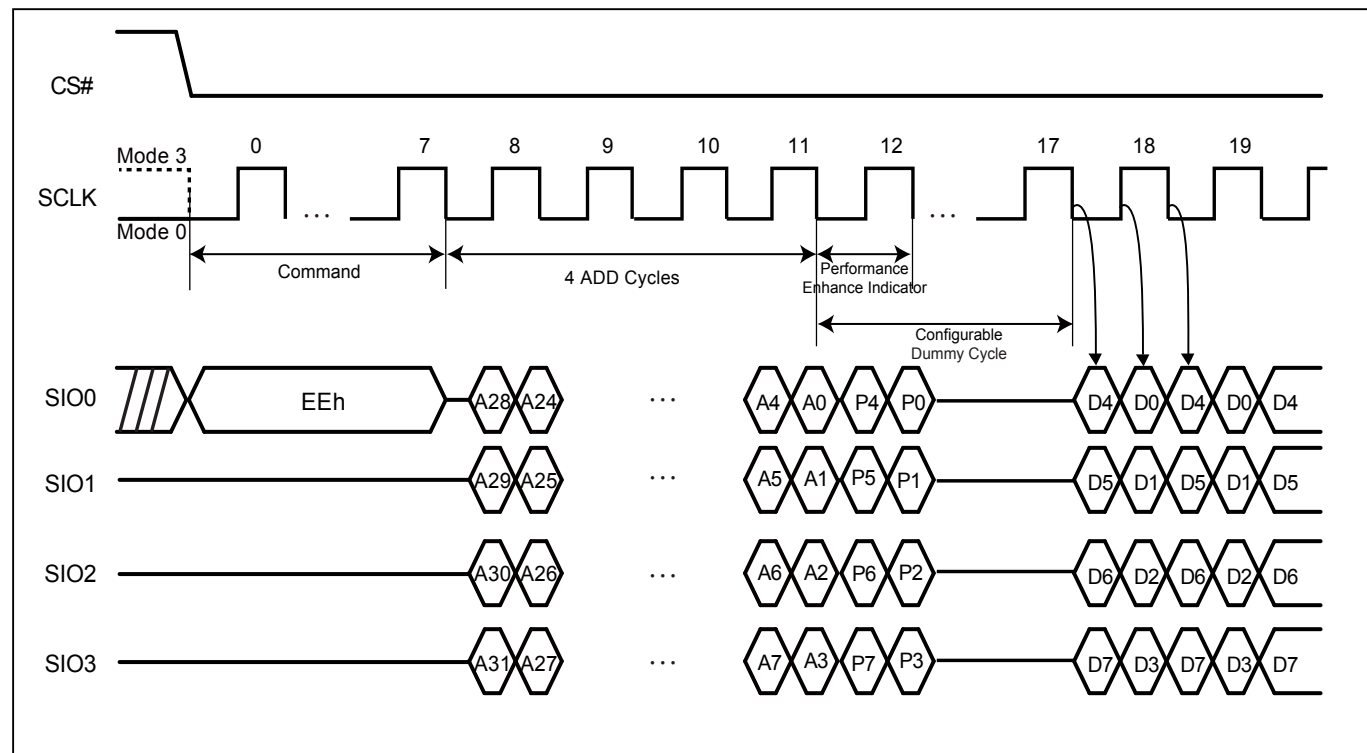 CS#
Mode 3
0 ... 7 8 9 10 11 12 ... 17 18 19
SCLK
Mode 0
Command
4 ADD Cycles
Performance
Enhance Indicator
Configurable
Dummy Cycle
SIO0 EEh A28 A24 ... A4 A0 P4 P0 D4 D0 D4 D0 D4
SIO1 A29 A25 ... A5 A1 P5 P1 D5 D1 D5 D1 D5
SIO2 A30 A26 ... A6 A2 P6 P2 D6 D2 D6 D2 D6
SIO3 A31 A27 ... A7 A3 P7 P3 D7 D3 D7 D3 D7